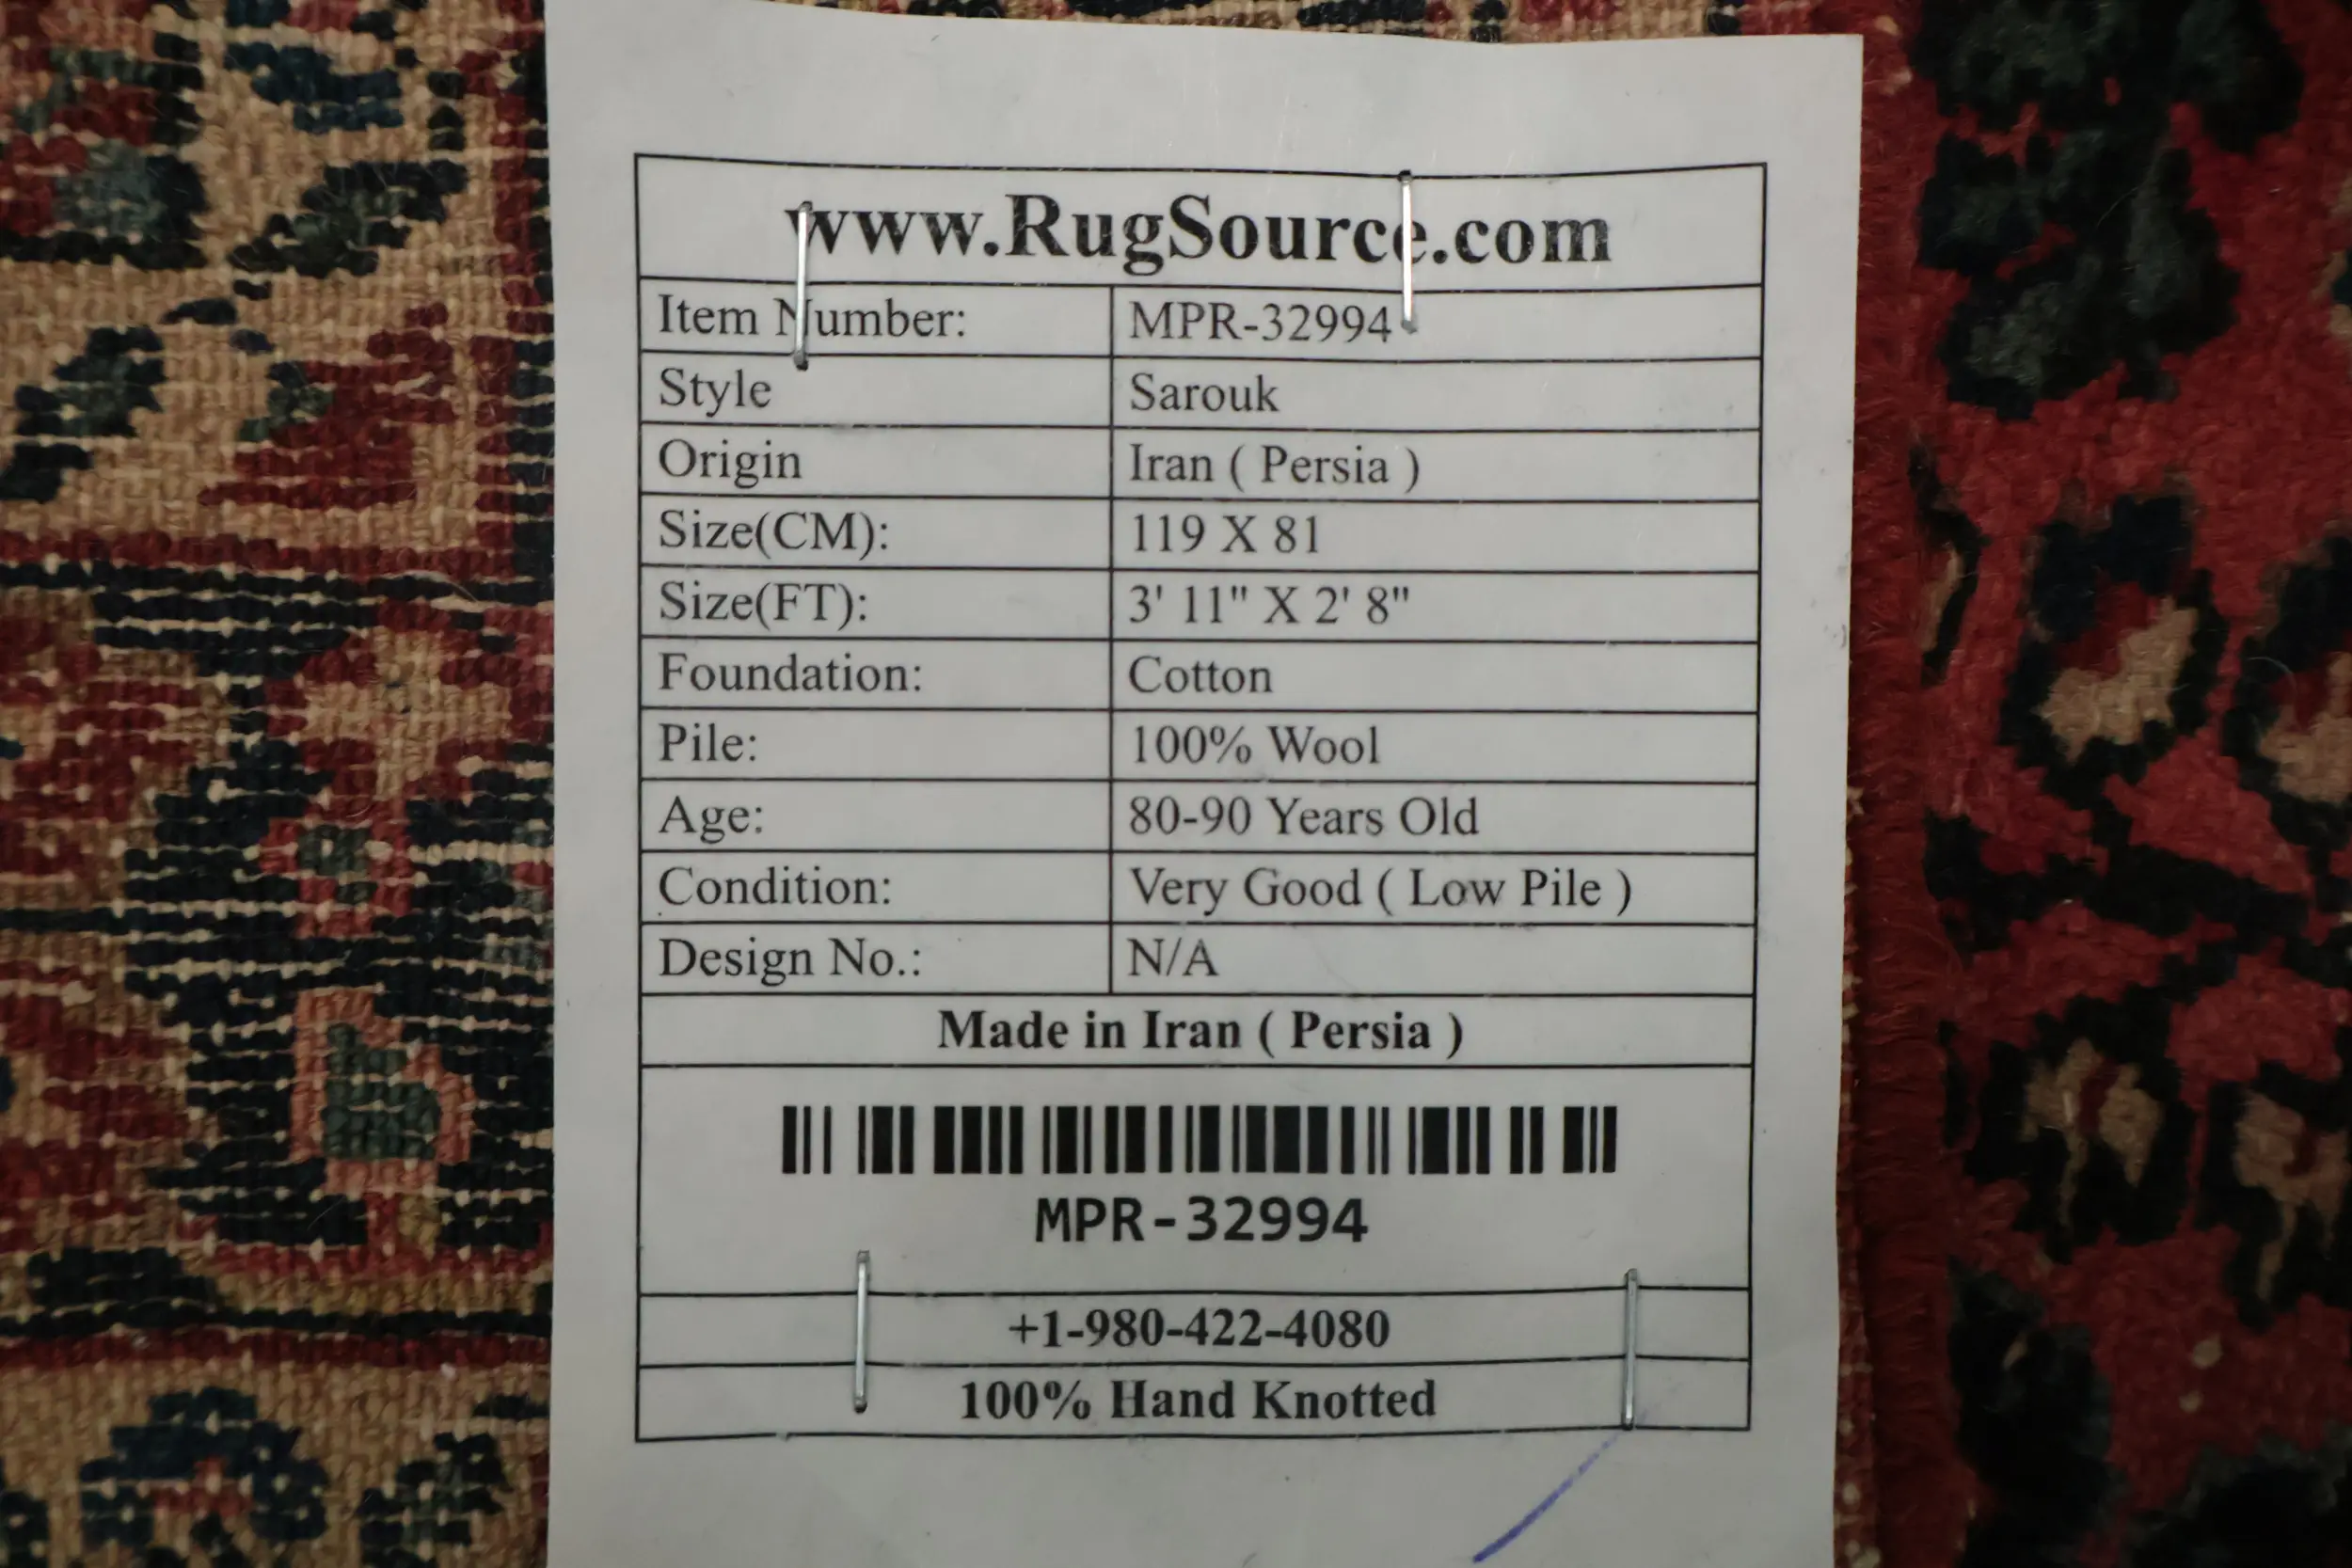 www.RugSource.com
Item Number: MPR-32994
Style Sarouk
Origin Iran ( Persia )
Size(CM): 119 X 81
Size(FT): 3' 11" X 2' 8"
Foundation: Cotton
Pile: 100% Wool
Age: 80-90 Years Old
Condition: Very Good ( Low Pile )
Design No.: N/A
Made in Iran ( Persia )
MPR-32994
+1-980-422-4080
100% Hand Knotted